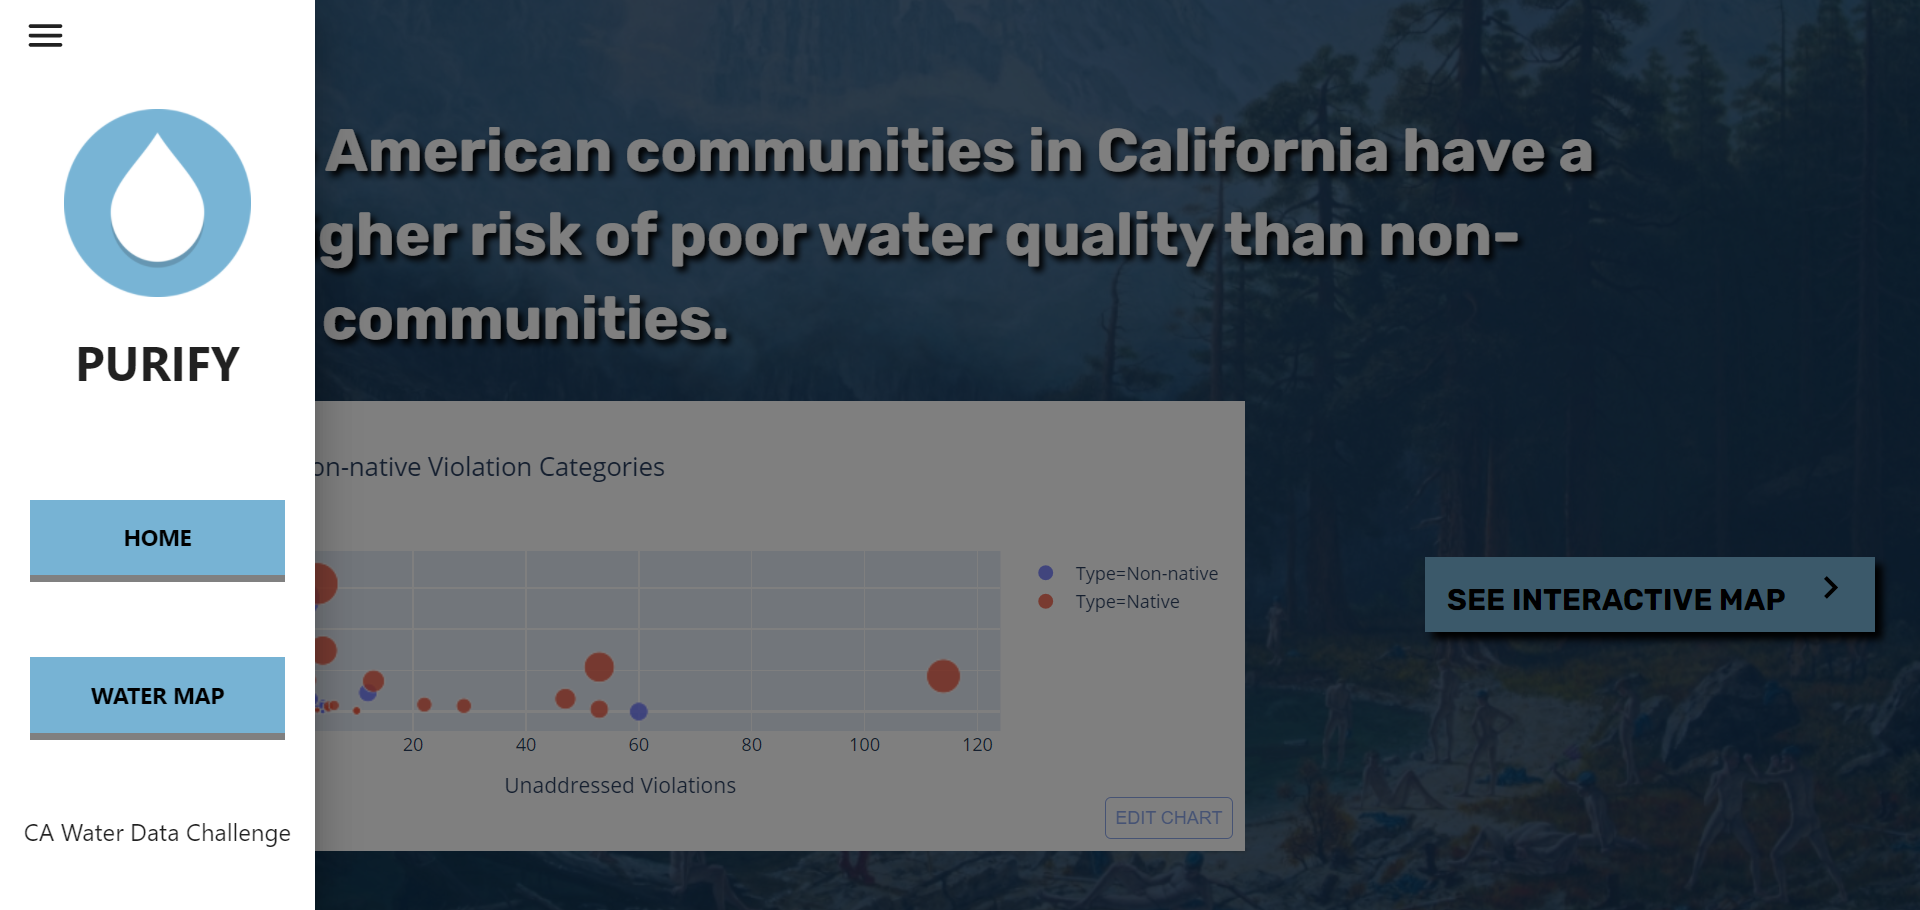 PURIFY
HOME
WATER MAP
CA Water Data Challenge
American communities in California have a
gher risk of poor water quality than non-
communities.
on-native Violation Categories
Type=Non-native
Type=Native
20 40 60 80 100 120
Unaddressed Violations
EDIT CHART
SEE INTERACTIVE MAP